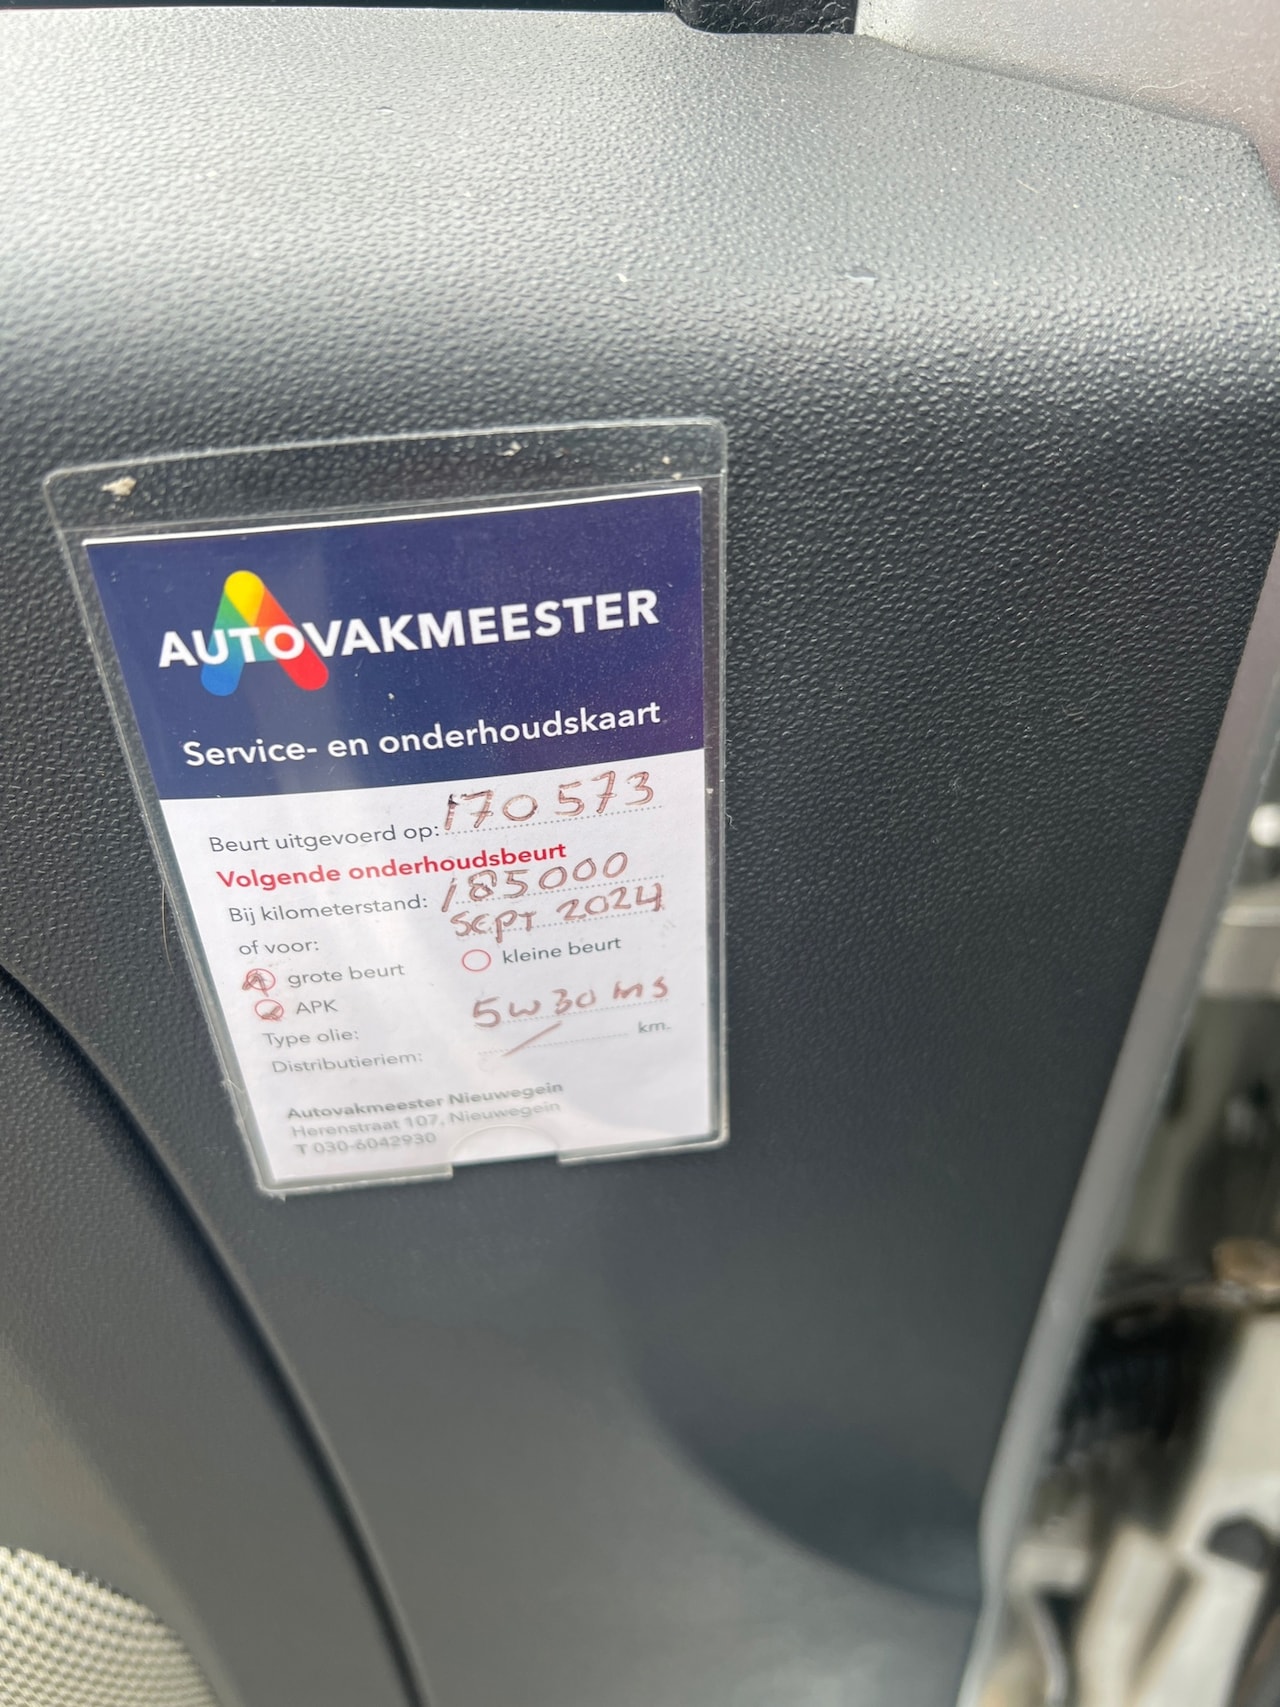 AUTOVAKMEESTER
Service- en onderhoudskaart
Beurt uitgevoerd op: 170573
Volgende onderhoudsbeurt
Bij kilometerstand: 185000
of voor: Sept 2024
grote beurt kleine beurt
APK
Type olie: 5w30 ms
Distributieriem: / km.
Autovakmeester Nieuwegein
Herenstraat 107, Nieuwegein
T 030-6042930